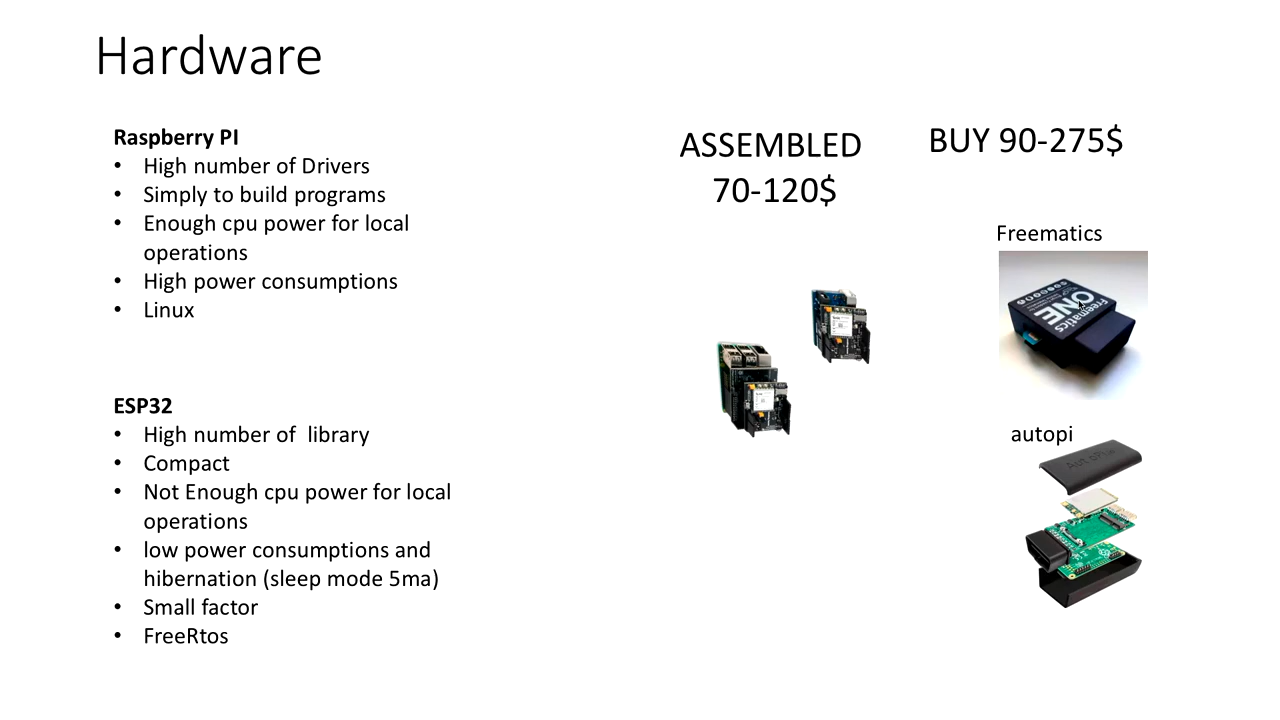 Hardware
Raspberry PI
• High number of Drivers
• Simply to build programs
• Enough cpu power for local
operations
• High power consumptions
• Linux
ESP32
• High number of library
• Compact
• Not Enough cpu power for local
operations
• low power consumptions and
hibernation (sleep mode 5ma)
• Small factor
• FreeRtos
ASSEMBLED
70-120$
BUY 90-275$
Freematics
Freematics
ONE
autopi